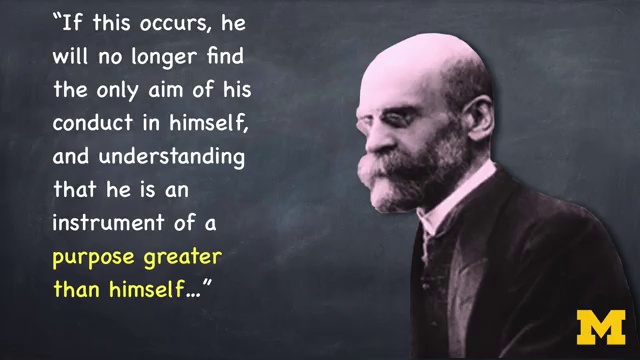 “If this occurs, he
will no longer find
the only aim of his
conduct in himself,
and understanding
that he is an
instrument of a
purpose greater
than himself...”
M